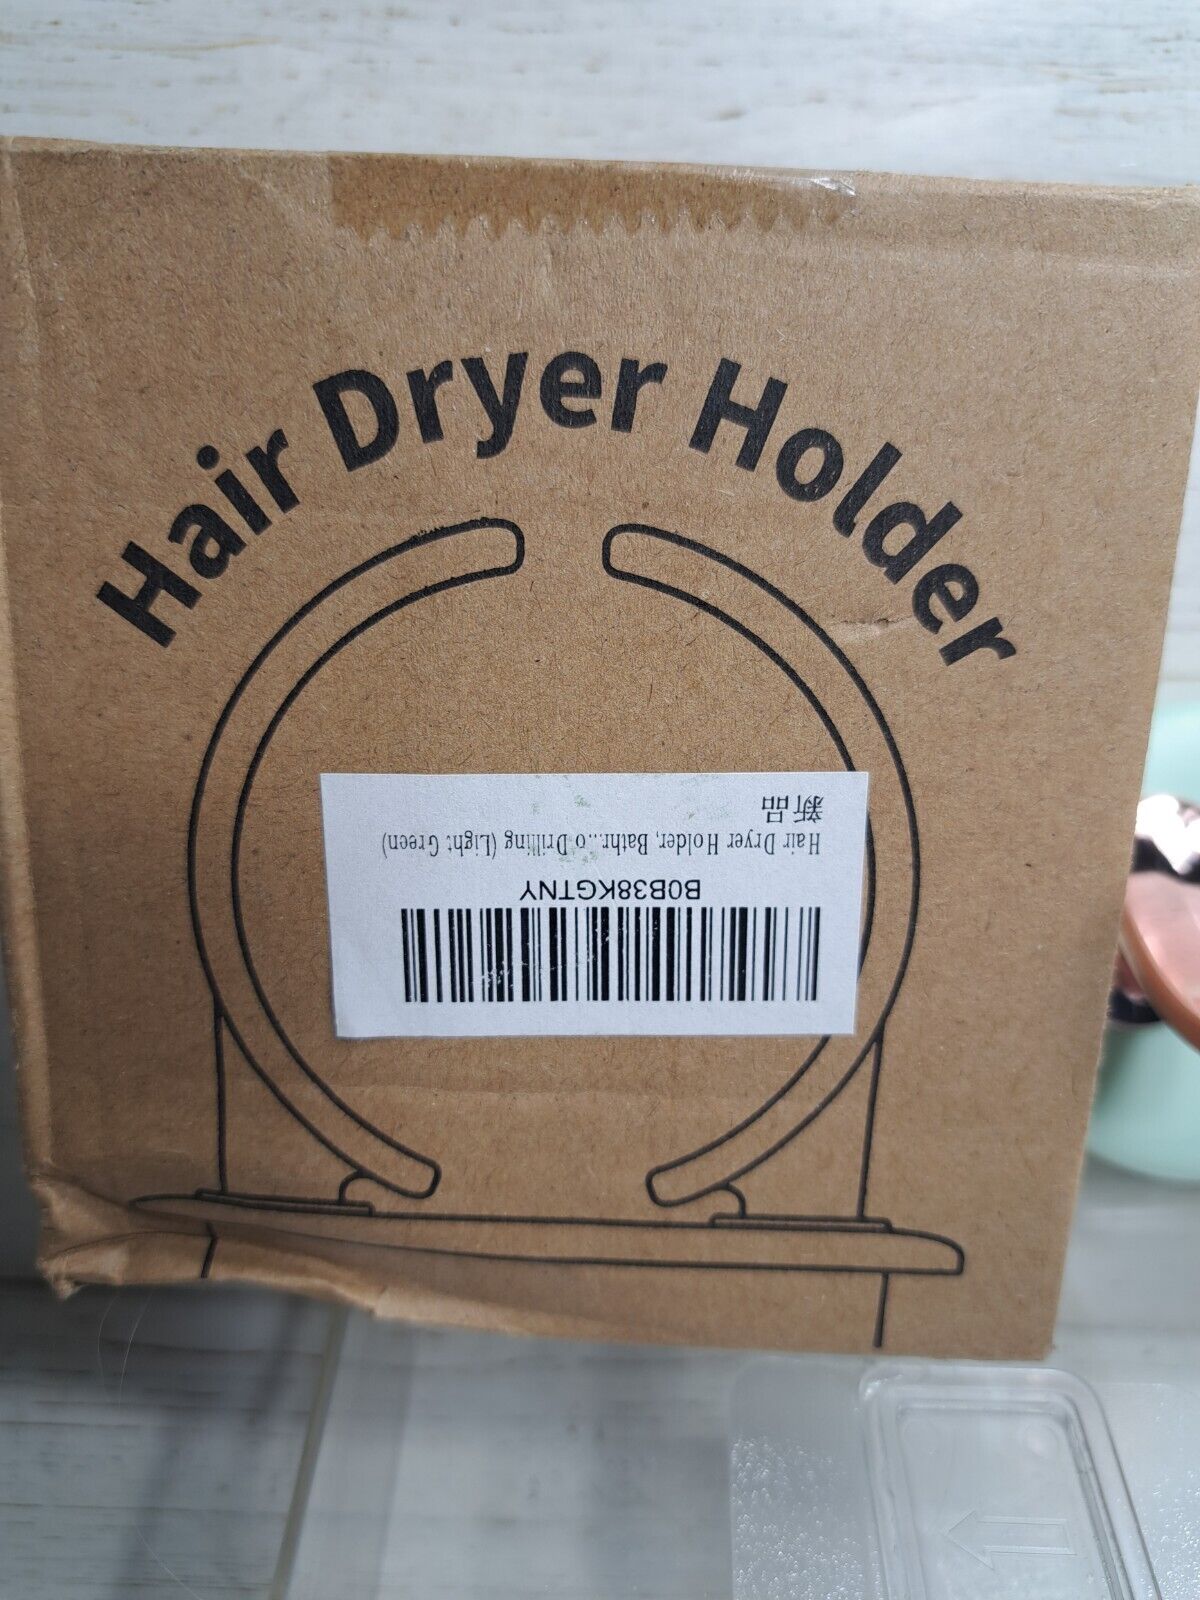 Hair Dryer Holder
B0B38KGTNY
Hair Dryer Holder, Bathr...o Drilling (Light Green)
新品